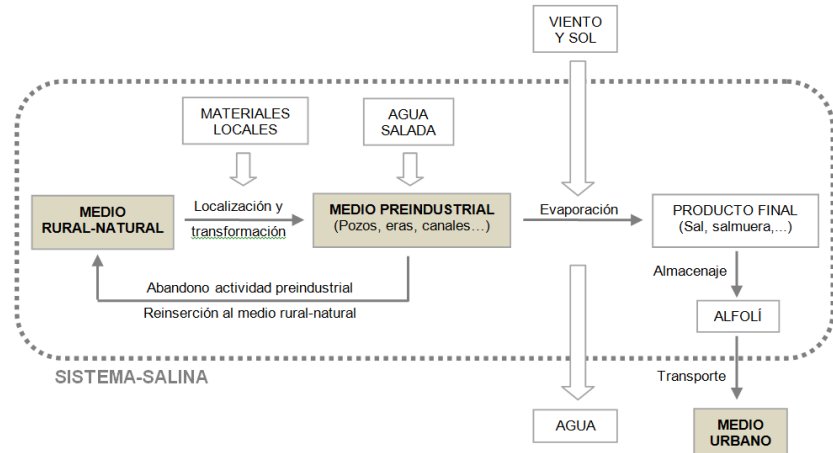 VIENTO
Y SOL
MATERIALES
LOCALES
AGUA
SALADA
MEDIO
RURAL-NATURAL
Localización y
transformación
MEDIO PREINDUSTRIAL
(Pozos, eras, canales...)
Evaporación
PRODUCTO FINAL
(Sal, salmuera,...)
Abandono actividad preindustrial
Reinserción al medio rural-natural
Almacenaje
ALFOLÍ
SISTEMA-SALINA
Transporte
AGUA
MEDIO
URBANO